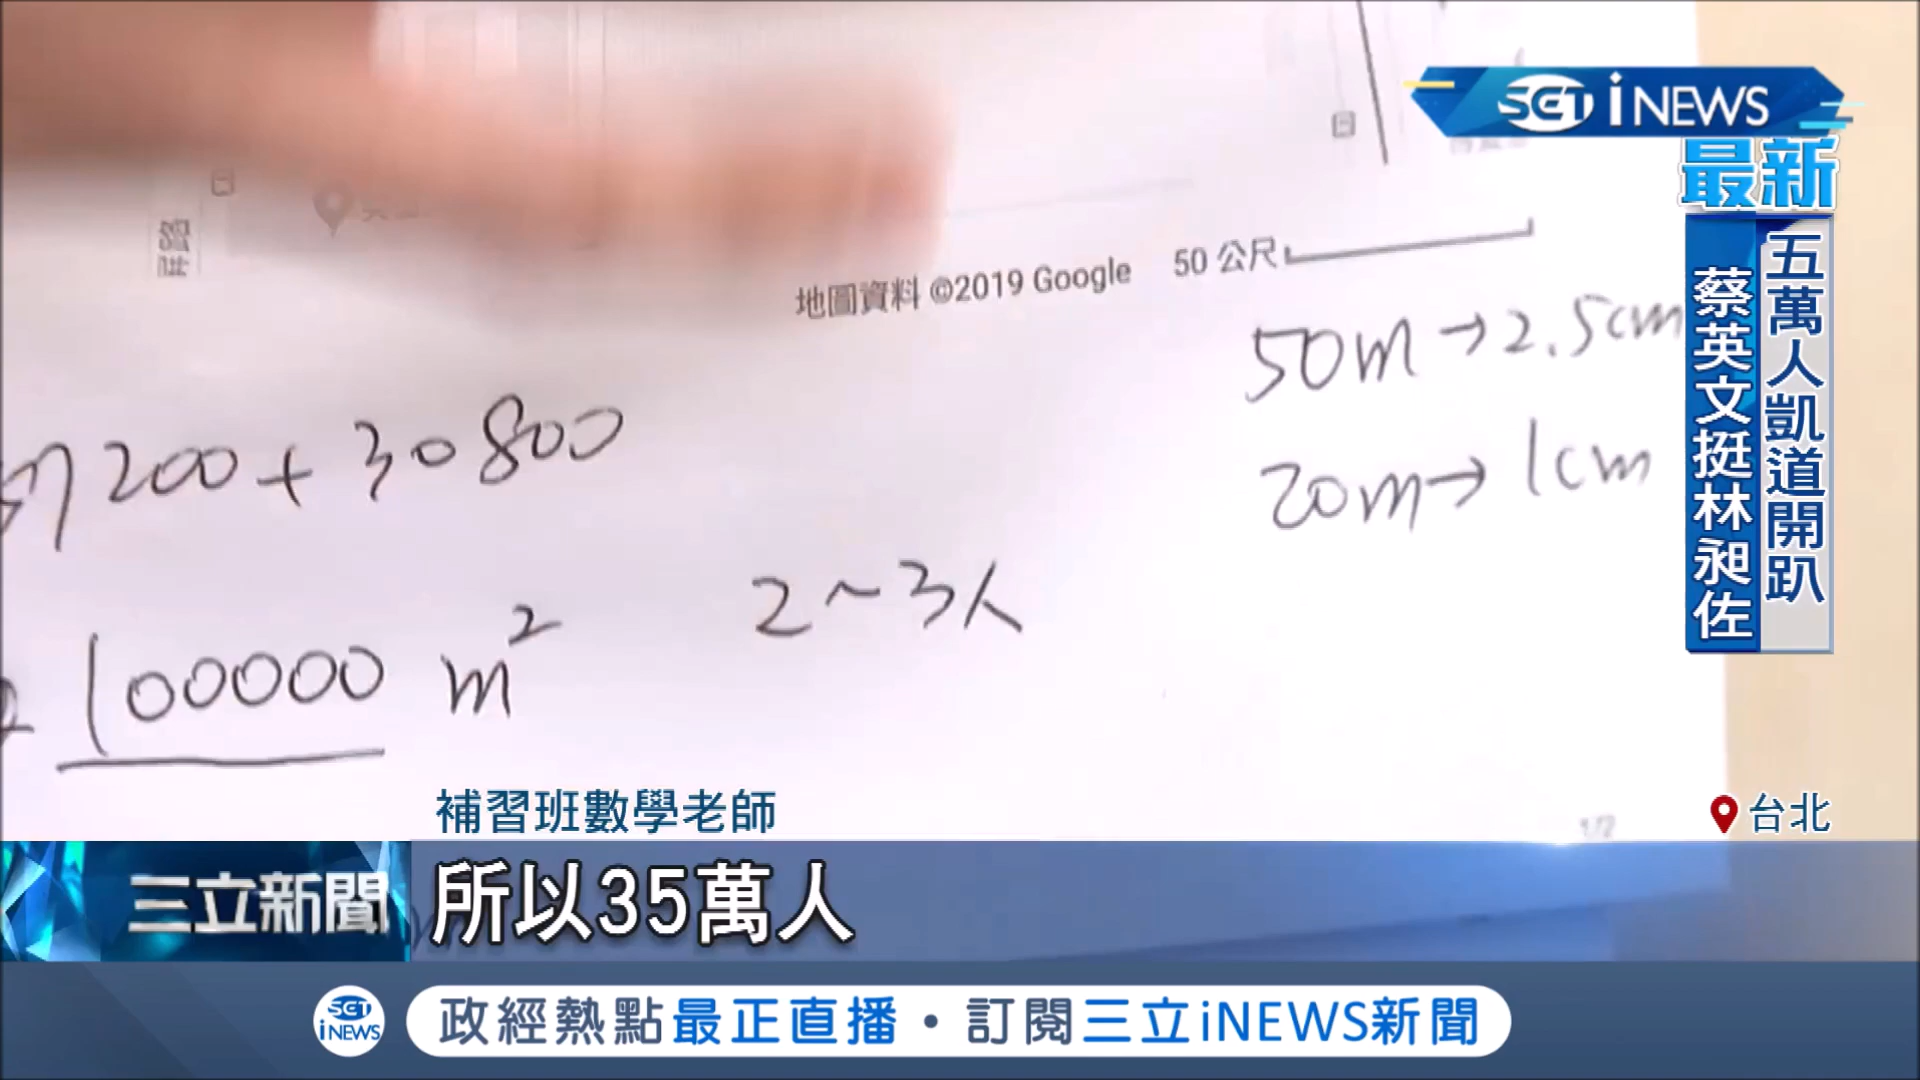 SET iNEWS
最新
五萬人凱道開趴
蔡英文挺林昶佐
地圖資料 ©2019 Google
50 公尺
50m→2.5cm
20m→1cm
7200+30800
100000 m²
2~3人
補習班數學老師
台北
三立新聞
所以35萬人
SET iNEWS
政經熱點最正直播・訂閱三立iNEWS新聞